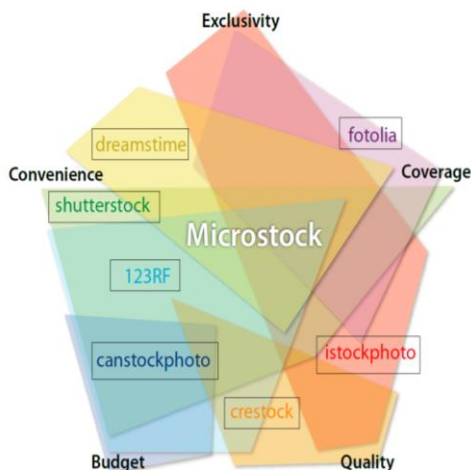 Exclusivity
fotolia
dreamstime
Convenience
Coverage
shutterstock
Microstock
123RF
istockphoto
canstockphoto
crestock
Budget
Quality